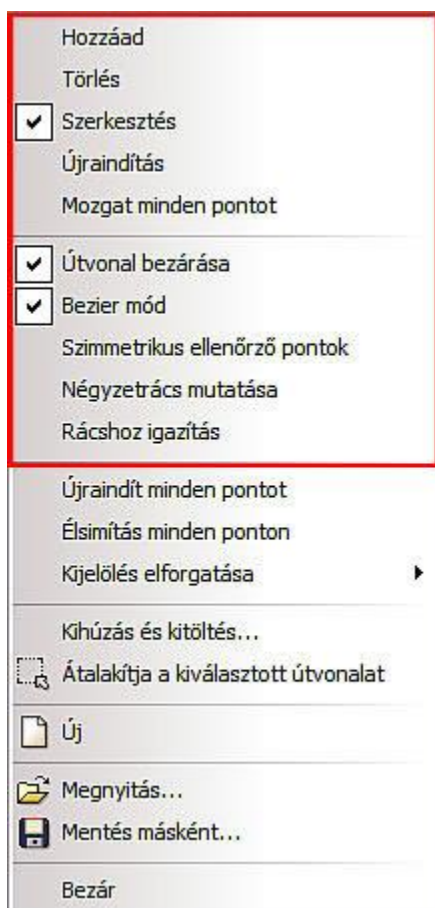 Hozzáad
Törlés
Szerkesztés
Újraindítás
Mozgat minden pontot
Útvonal bezárása
Bezier mód
Szimmetrikus ellenőrző pontok
Négyzetrács mutatása
Rácshoz igazítás
Újraindít minden pontot
Élsimítás minden ponton
Kijelölés elforgatása
Kihúzás és kitöltés...
Átalakítja a kiválasztott útvonalat
Új
Megnyitás...
Mentés másként...
Bezár